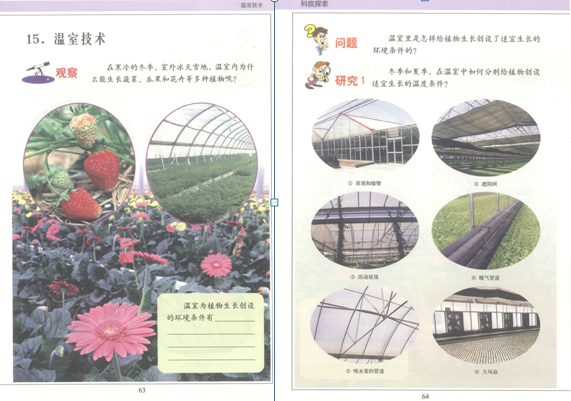 温室技术
15. 温室技术
观察
在寒冷的冬季，室外冰天雪地，温室内为什
么能生长蔬菜、瓜果和花卉等多种植物呢？
温室为植物生长创设
的环境条件有
63
科技探索
问题
温室里是怎样给植物生长创设了适宜生长的
环境条件的？
研究1
冬季和夏季，在温室中如何分别给植物创设
适宜生长的温度条件？
① 屋顶和墙壁
② 遮阳网
③ 活动屋顶
④ 暖气管道
⑤ 喷水雾的管道
⑥ 大风扇
64